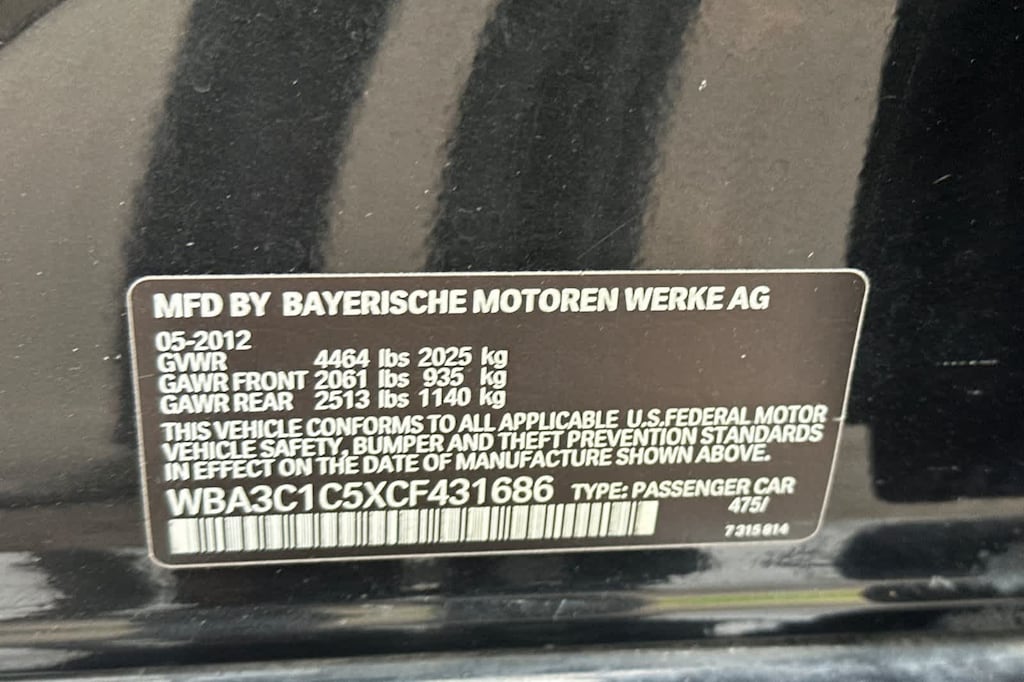 MFD BY BAYERISCHE MOTOREN WERKE AG
05-2012
GVWR 4464 lbs 2025 kg
GAWR FRONT 2061 lbs 935 kg
GAWR REAR 2513 lbs 1140 kg
THIS VEHICLE CONFORMS TO ALL APPLICABLE U.S.FEDERAL MOTOR
VEHICLE SAFETY, BUMPER AND THEFT PREVENTION STANDARDS
IN EFFECT ON THE DATE OF MANUFACTURE SHOWN ABOVE.
WBA3C1C5XCF431686 TYPE: PASSENGER CAR
475/
7 315 814